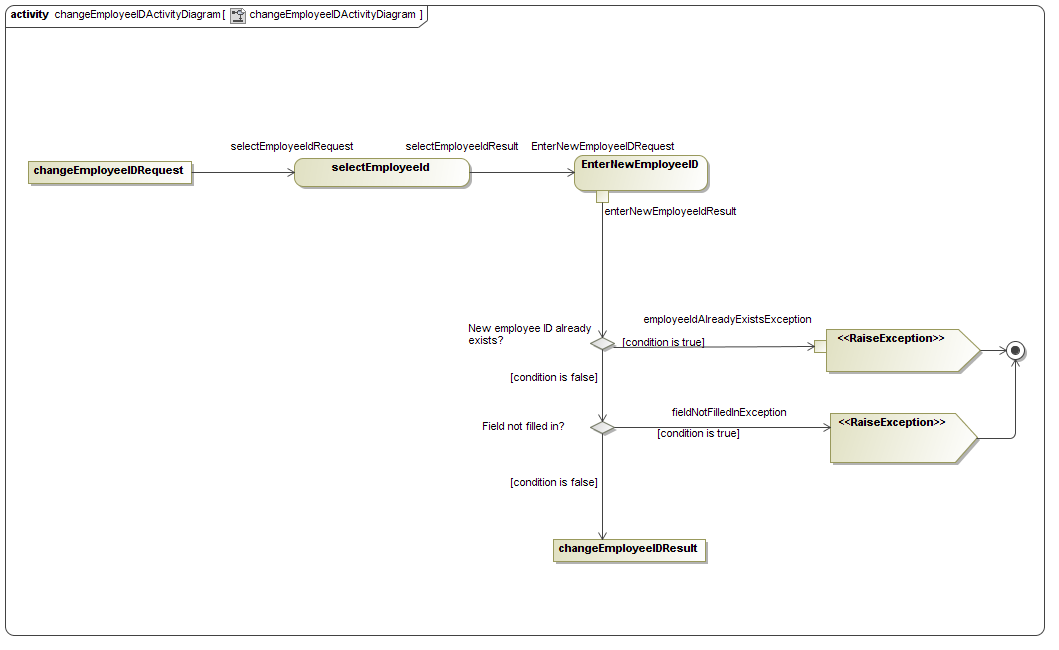 activity changeEmployeeIDActivityDiagram[ changeEmployeeIDActivityDiagram ]
selectEmployeeIdRequest
selectEmployeeIdResult
EnterNewEmployeeIDRequest
changeEmployeeIDRequest
selectEmployeeId
EnterNewEmployeeID
enterNewEmployeeIdResult
employeeIdAlreadyExistsException
New employee ID already
exists?
[condition is true]
<<RaiseException>>
[condition is false]
fieldNotFilledInException
Field not filled in?
[condition is true]
<<RaiseException>>
[condition is false]
changeEmployeeIDResult